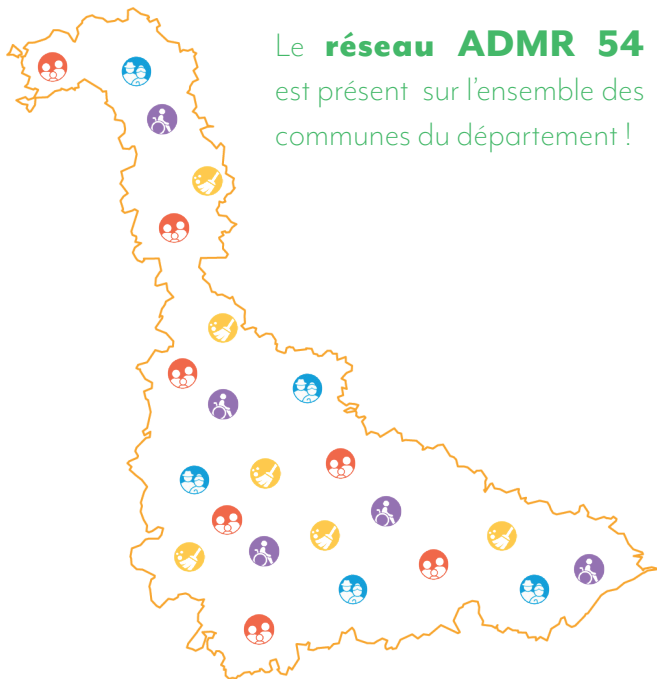 Le réseau ADMR 54
est présent sur l'ensemble des
communes du département !